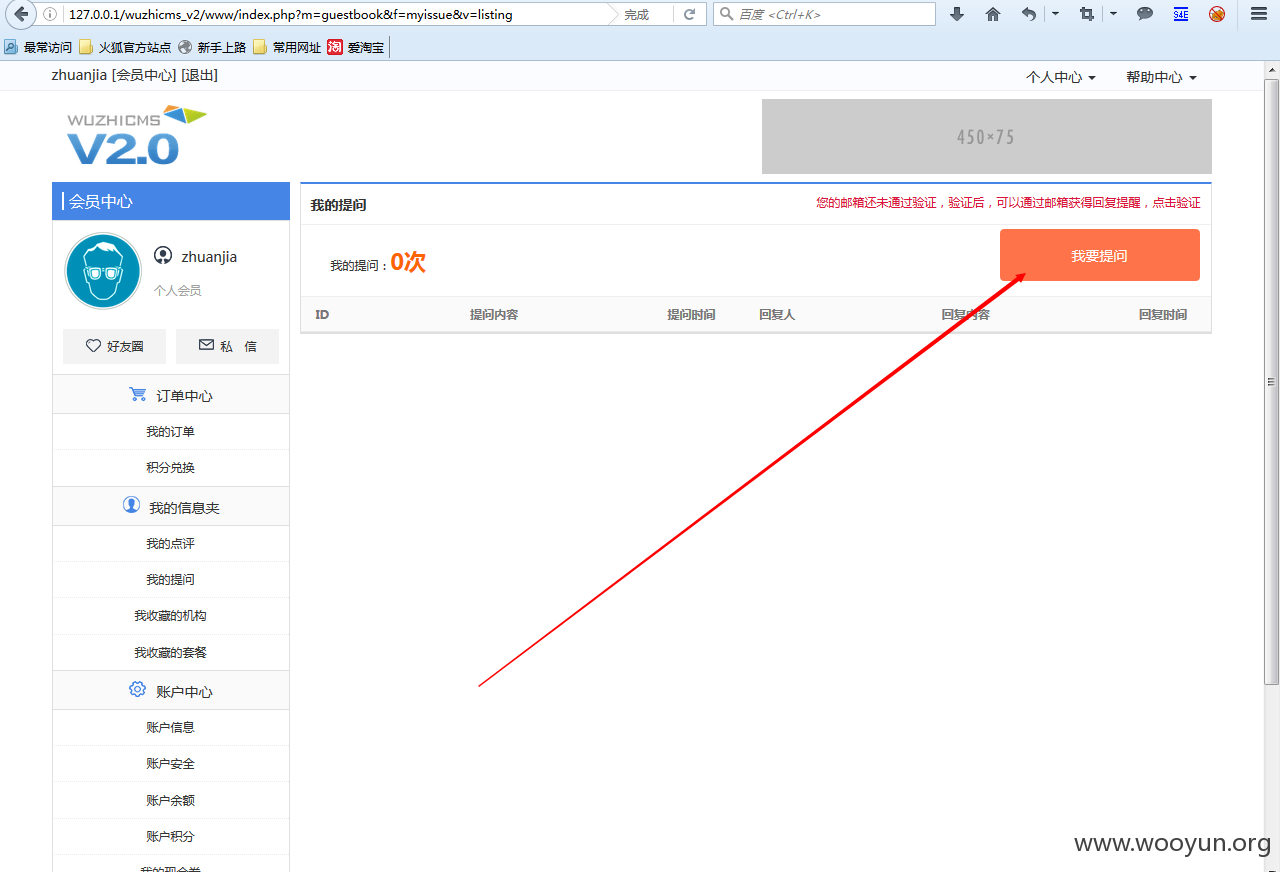 127.0.0.1/wuzhicms_v2/www/index.php?m=guestbook&f=myissue&v=listing 完成 百度 <Ctrl+K> S4E
最常访问 火狐官方站点 新手上路 常用网址 淘 爱淘宝
zhuanjia [会员中心] [退出] 个人中心 帮助中心
WUZHICMS
V2.0
450×75
会员中心
我的提问 您的邮箱还未通过验证，验证后，可以通过邮箱获得回复提醒，点击验证
zhuanjia
个人会员
我的提问：0次 我要提问
ID 提问内容 提问时间 回复人 回复内容 回复时间
好友圈 私 信
订单中心
我的订单
积分兑换
我的信息夹
我的点评
我的提问
我收藏的机构
我收藏的套餐
账户中心
账户信息
账户安全
账户余额
账户积分
我的现金券
www.wooyun.org